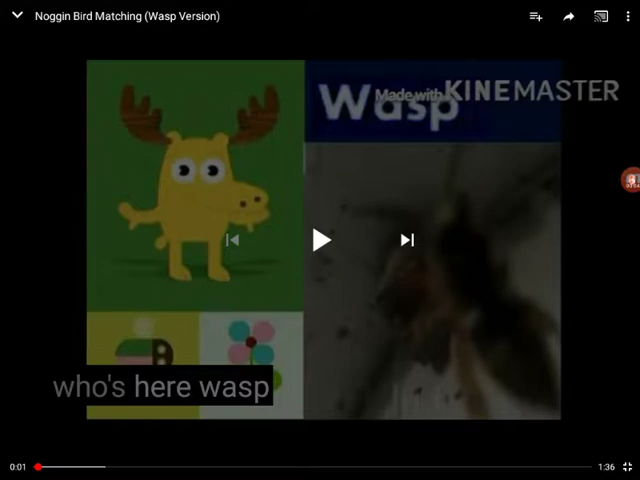 Noggin Bird Matching (Wasp Version)
Wasp
Made with KINEMASTER
who's here wasp
0:01
1:36